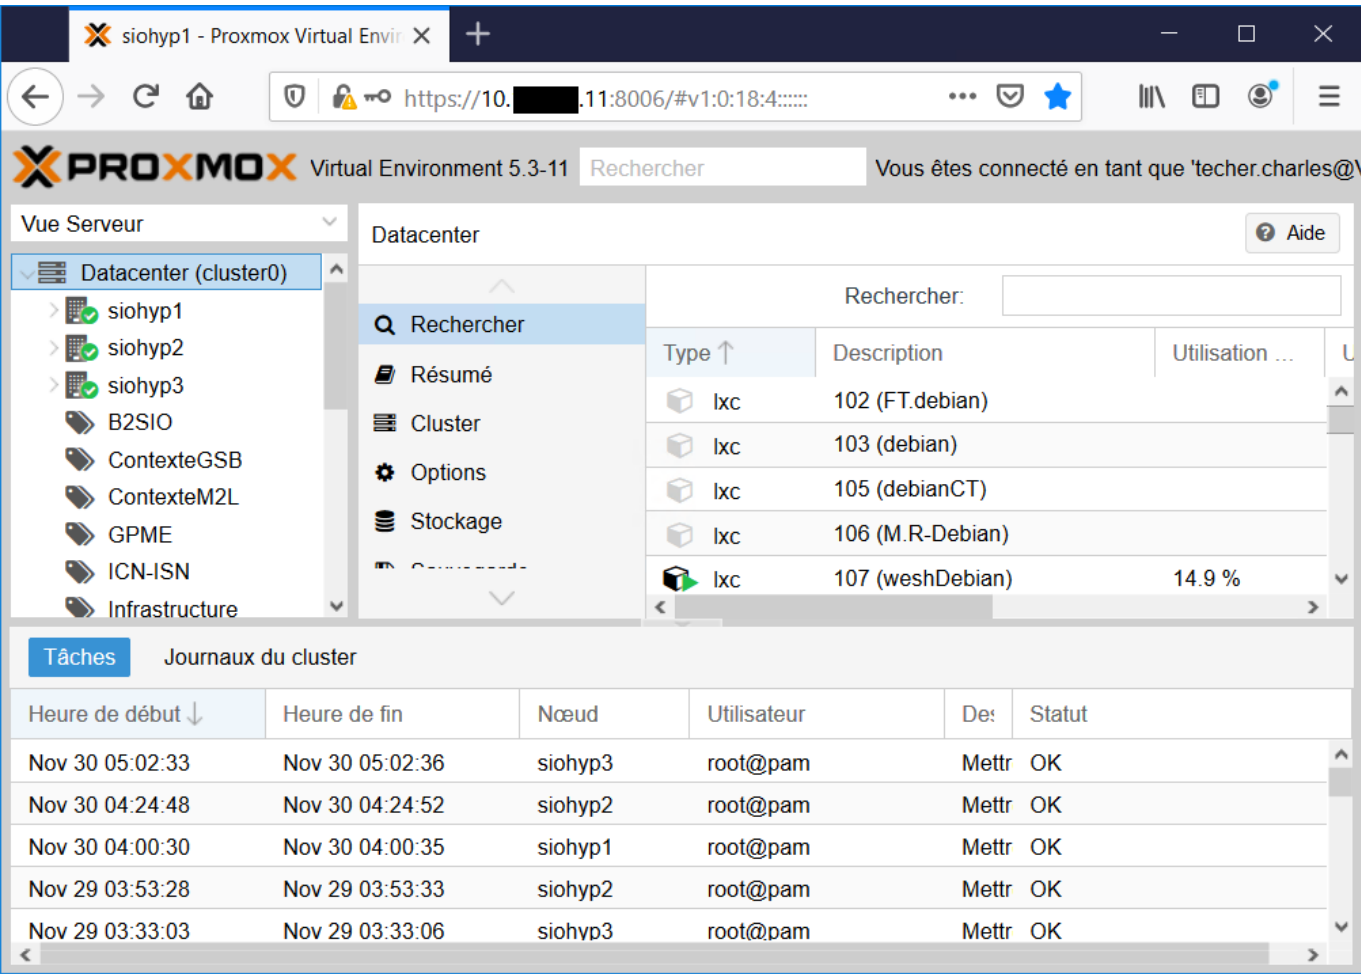 siohyp1 - Proxmox Virtual Envir
https://10. .11:8006/#v1:0:18:4::::::
PROXMOX Virtual Environment 5.3-11 Rechercher Vous êtes connecté en tant que 'techer.charles@
Vue Serveur
Datacenter (cluster0)
siohyp1
siohyp2
siohyp3
B2SIO
ContexteGSB
ContexteM2L
GPME
ICN-ISN
Infrastructure
Datacenter
Aide
Rechercher
Résumé
Cluster
Options
Stockage
Rechercher:
Type Description Utilisation ...
lxc 102 (FT.debian)
lxc 103 (debian)
lxc 105 (debianCT)
lxc 106 (M.R-Debian)
lxc 107 (weshDebian) 14.9 %
Tâches Journaux du cluster
Heure de début Heure de fin Nœud Utilisateur Des Statut
Nov 30 05:02:33 Nov 30 05:02:36 siohyp3 root@pam Mettr OK
Nov 30 04:24:48 Nov 30 04:24:52 siohyp2 root@pam Mettr OK
Nov 30 04:00:30 Nov 30 04:00:35 siohyp1 root@pam Mettr OK
Nov 29 03:53:28 Nov 29 03:53:33 siohyp2 root@pam Mettr OK
Nov 29 03:33:03 Nov 29 03:33:06 siohyp3 root@pam Mettr OK